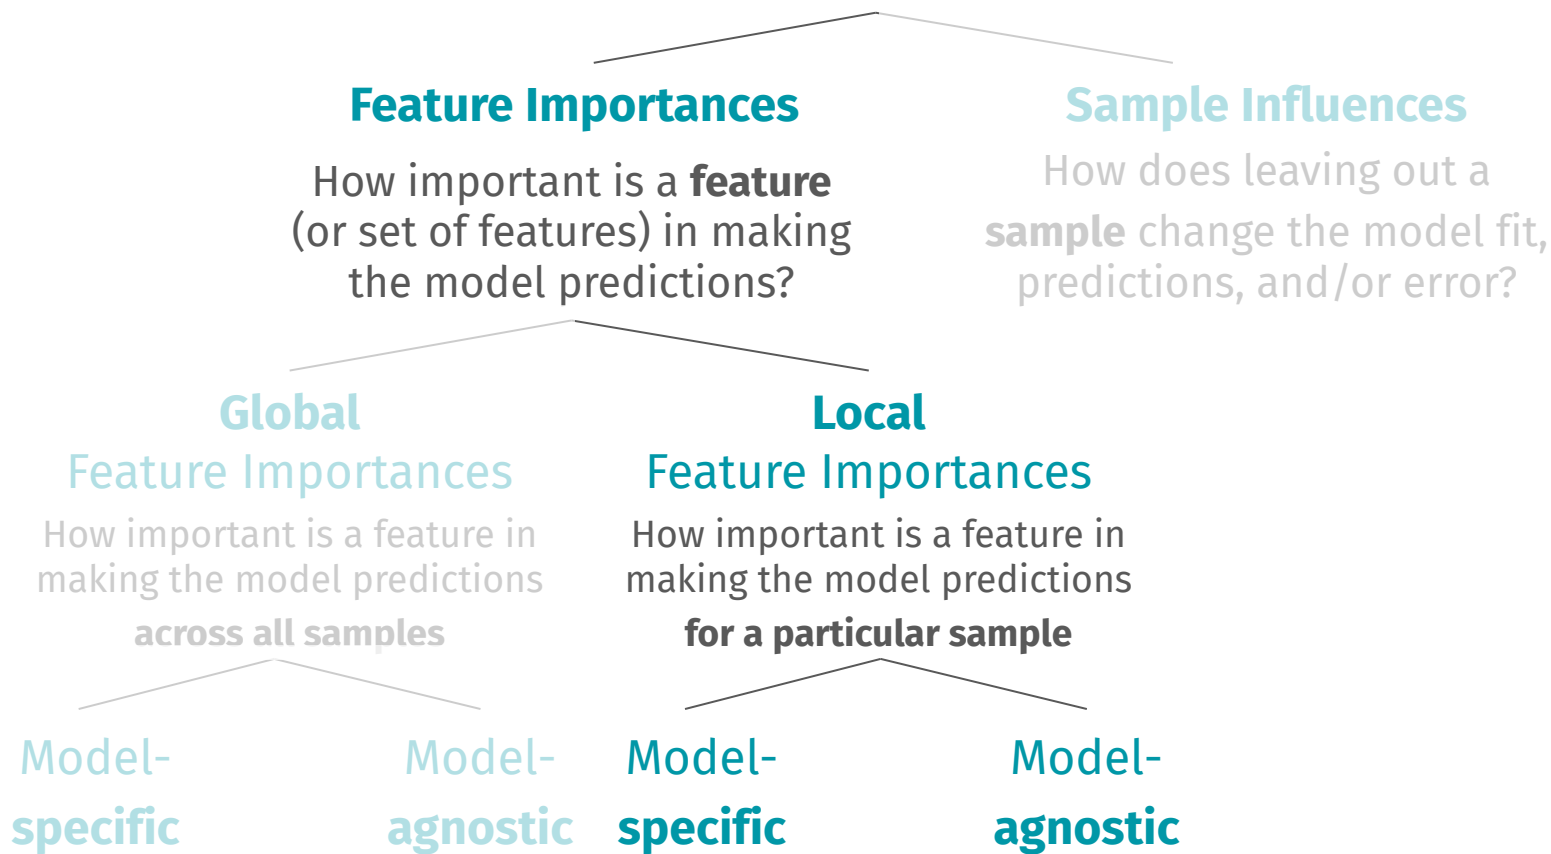 Feature Importances
How important is a feature
(or set of features) in making
the model predictions?
Sample Influences
How does leaving out a
sample change the model fit,
predictions, and/or error?
Global
Feature Importances
How important is a feature in
making the model predictions
across all samples
Local
Feature Importances
How important is a feature in
making the model predictions
for a particular sample
Model-
specific
Model-
agnostic
Model-
specific
Model-
agnostic